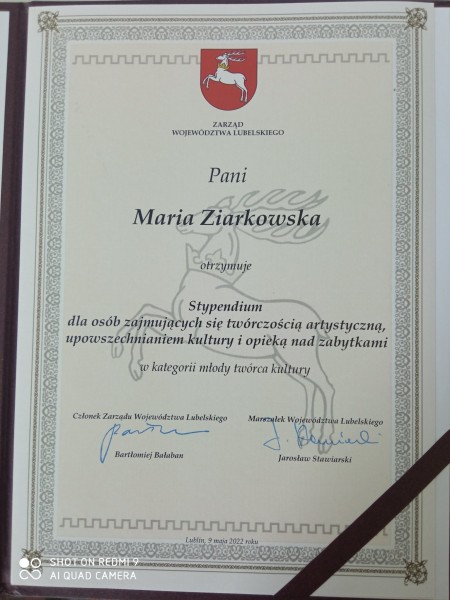 ZARZĄD
WOJEWÓDZTWA LUBELSKIEGO
Pani
Maria Ziarkowska
otrzymuje
Stypendium
dla osób zajmujących się twórczością artystyczną,
upowszechnianiem kultury i opieką nad zabytkami
w kategorii młody twórca kultury
Członek Zarządu Województwa Lubelskiego
Bartłomiej Bałaban
Marszałek Województwa Lubelskiego
Jarosław Stawiarski
Lublin, 9 maja 2022 roku
SHOT ON REDMI 9
AI QUAD CAMERA